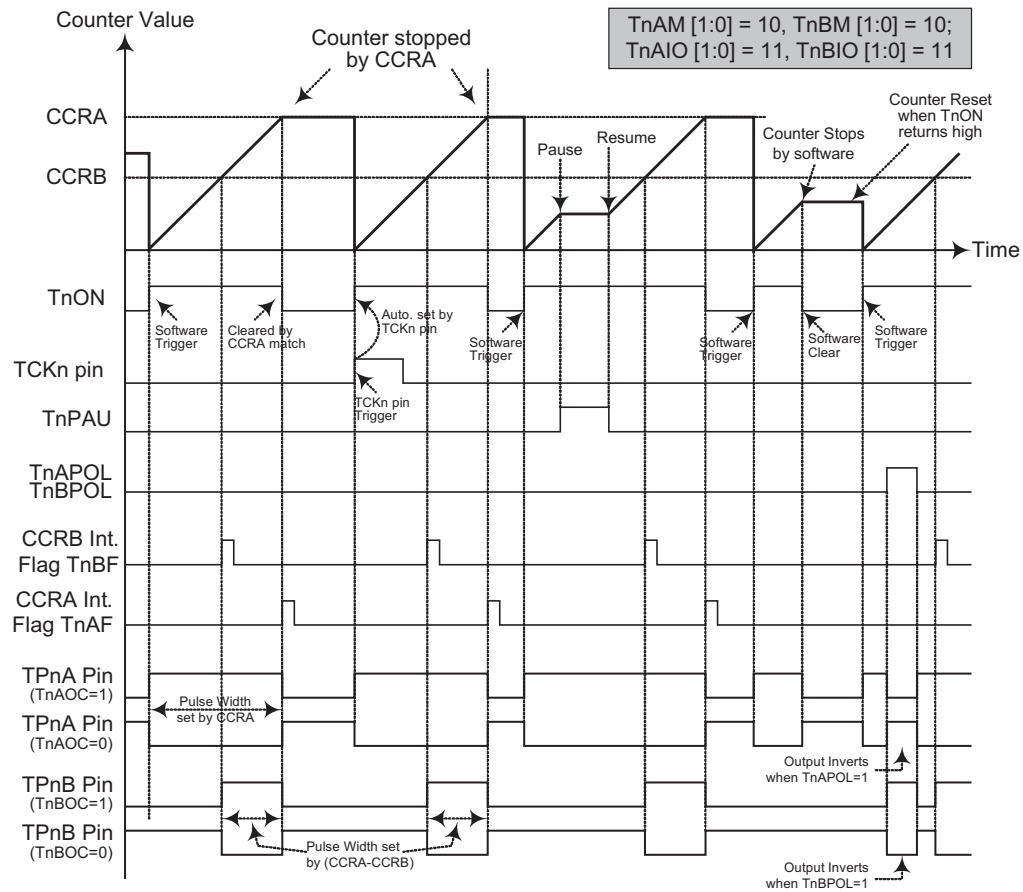 Counter Value
TnAM [1:0] = 10, TnBM [1:0] = 10;
TnAIO [1:0] = 11, TnBIO [1:0] = 11
Counter stopped
by CCRA
CCRA
CCRB
Pause
Resume
Counter Stops
by software
Counter Reset
when TnON
returns high
Time
TnON
Software
Trigger
Cleared by
CCRA match
Auto. set by
TCKn pin
Software
Trigger
Software
Trigger
Software
Clear
Software
Trigger
TCKn pin
TCKn pin
Trigger
TnPAU
TnAPOL
TnBPOL
CCRB Int.
Flag TnBF
CCRA Int.
Flag TnAF
TPnA Pin
(TnAOC=1)
Pulse Width
set by CCRA
TPnA Pin
(TnAOC=0)
Output Inverts
when TnAPOL=1
TPnB Pin
(TnBOC=1)
TPnB Pin
(TnBOC=0)
Pulse Width set
by (CCRA-CCRB)
Output Inverts
when TnBPOL=1